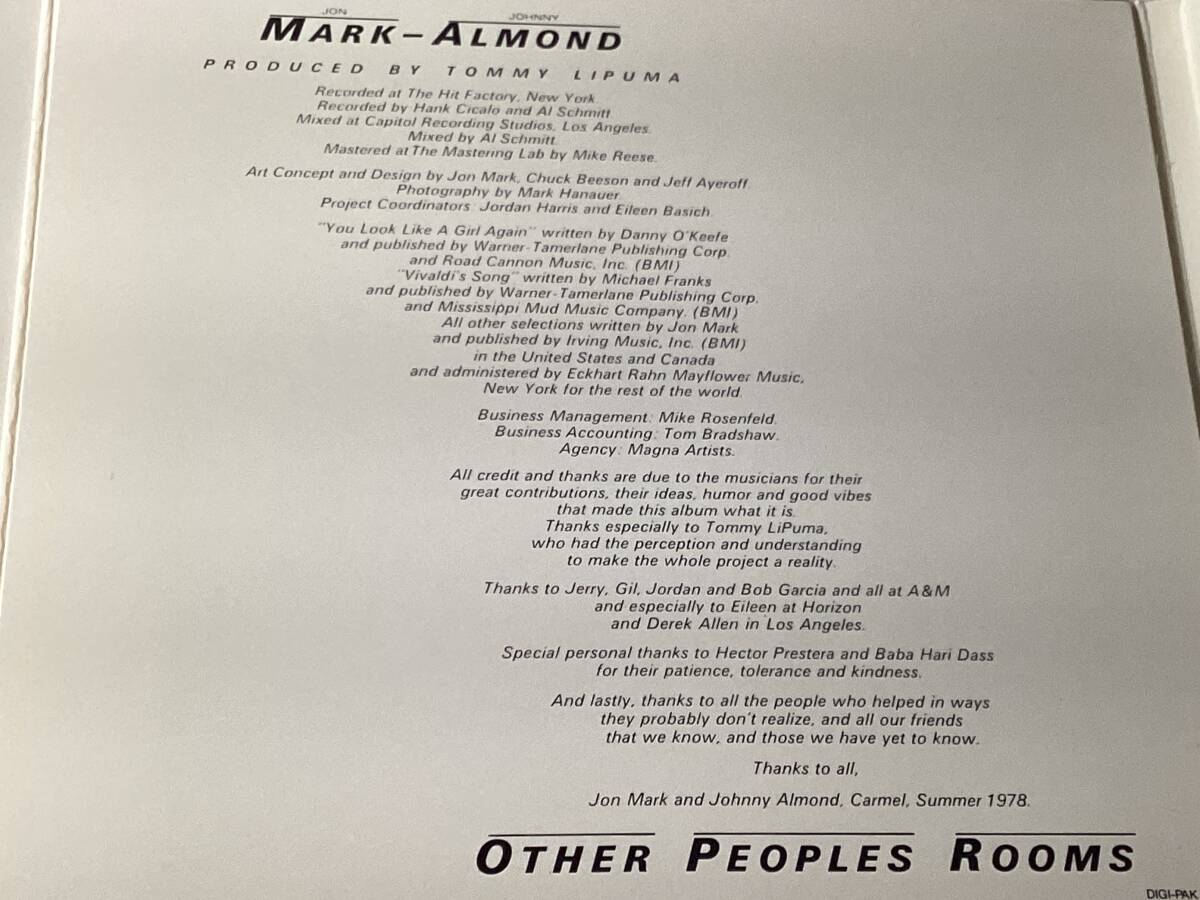 JON JOHNNY
MARK-ALMOND
PRODUCED BY TOMMY LIPUMA
Recorded at The Hit Factory, New York.
Recorded by Hank Cicalo and Al Schmitt.
Mixed at Capitol Recording Studios, Los Angeles.
Mixed by Al Schmitt.
Mastered at The Mastering Lab by Mike Reese.
Art Concept and Design by Jon Mark, Chuck Beeson and Jeff Ayeroff.
Photography by Mark Hanauer.
Project Coordinators: Jordan Harris and Eileen Basich.
"You Look Like A Girl Again" written by Danny O'Keefe
and published by Warner-Tamerlane Publishing Corp.
and Road Cannon Music, Inc. (BMI)
"Vivaldi's Song" written by Michael Franks
and published by Warner-Tamerlane Publishing Corp.
and Mississippi Mud Music Company. (BMI)
All other selections written by Jon Mark
and published by Irving Music, Inc. (BMI)
in the United States and Canada
and administered by Eckhart Rahn Mayflower Music,
New York for the rest of the world.
Business Management: Mike Rosenfeld.
Business Accounting: Tom Bradshaw.
Agency: Magna Artists.
All credit and thanks are due to the musicians for their
great contributions, their ideas, humor and good vibes
that made this album what it is.
Thanks especially to Tommy LiPuma,
who had the perception and understanding
to make the whole project a reality.
Thanks to Jerry, Gil, Jordan and Bob Garcia and all at A&M
and especially to Eileen at Horizon
and Derek Allen in Los Angeles.
Special personal thanks to Hector Prestera and Baba Hari Dass
for their patience, tolerance and kindness.
And lastly, thanks to all the people who helped in ways
they probably don't realize, and all our friends
that we know, and those we have yet to know.
Thanks to all,
Jon Mark and Johnny Almond, Carmel, Summer 1978.
OTHER PEOPLES ROOMS
DIGI-PAK